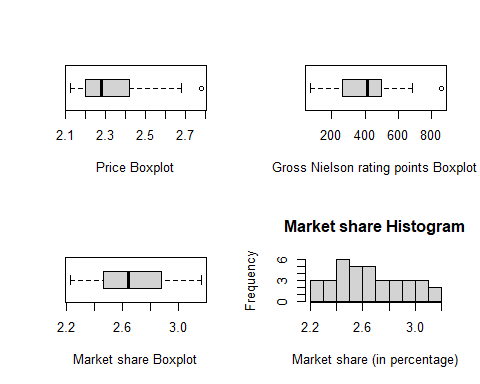 2.1 2.3 2.5 2.7
Price Boxplot
200 400 600 800
Gross Nielson rating points Boxplot
2.2 2.6 3.0
Market share Boxplot
Market share Histogram
Frequency
0 3 6
2.2 2.6 3.0
Market share (in percentage)